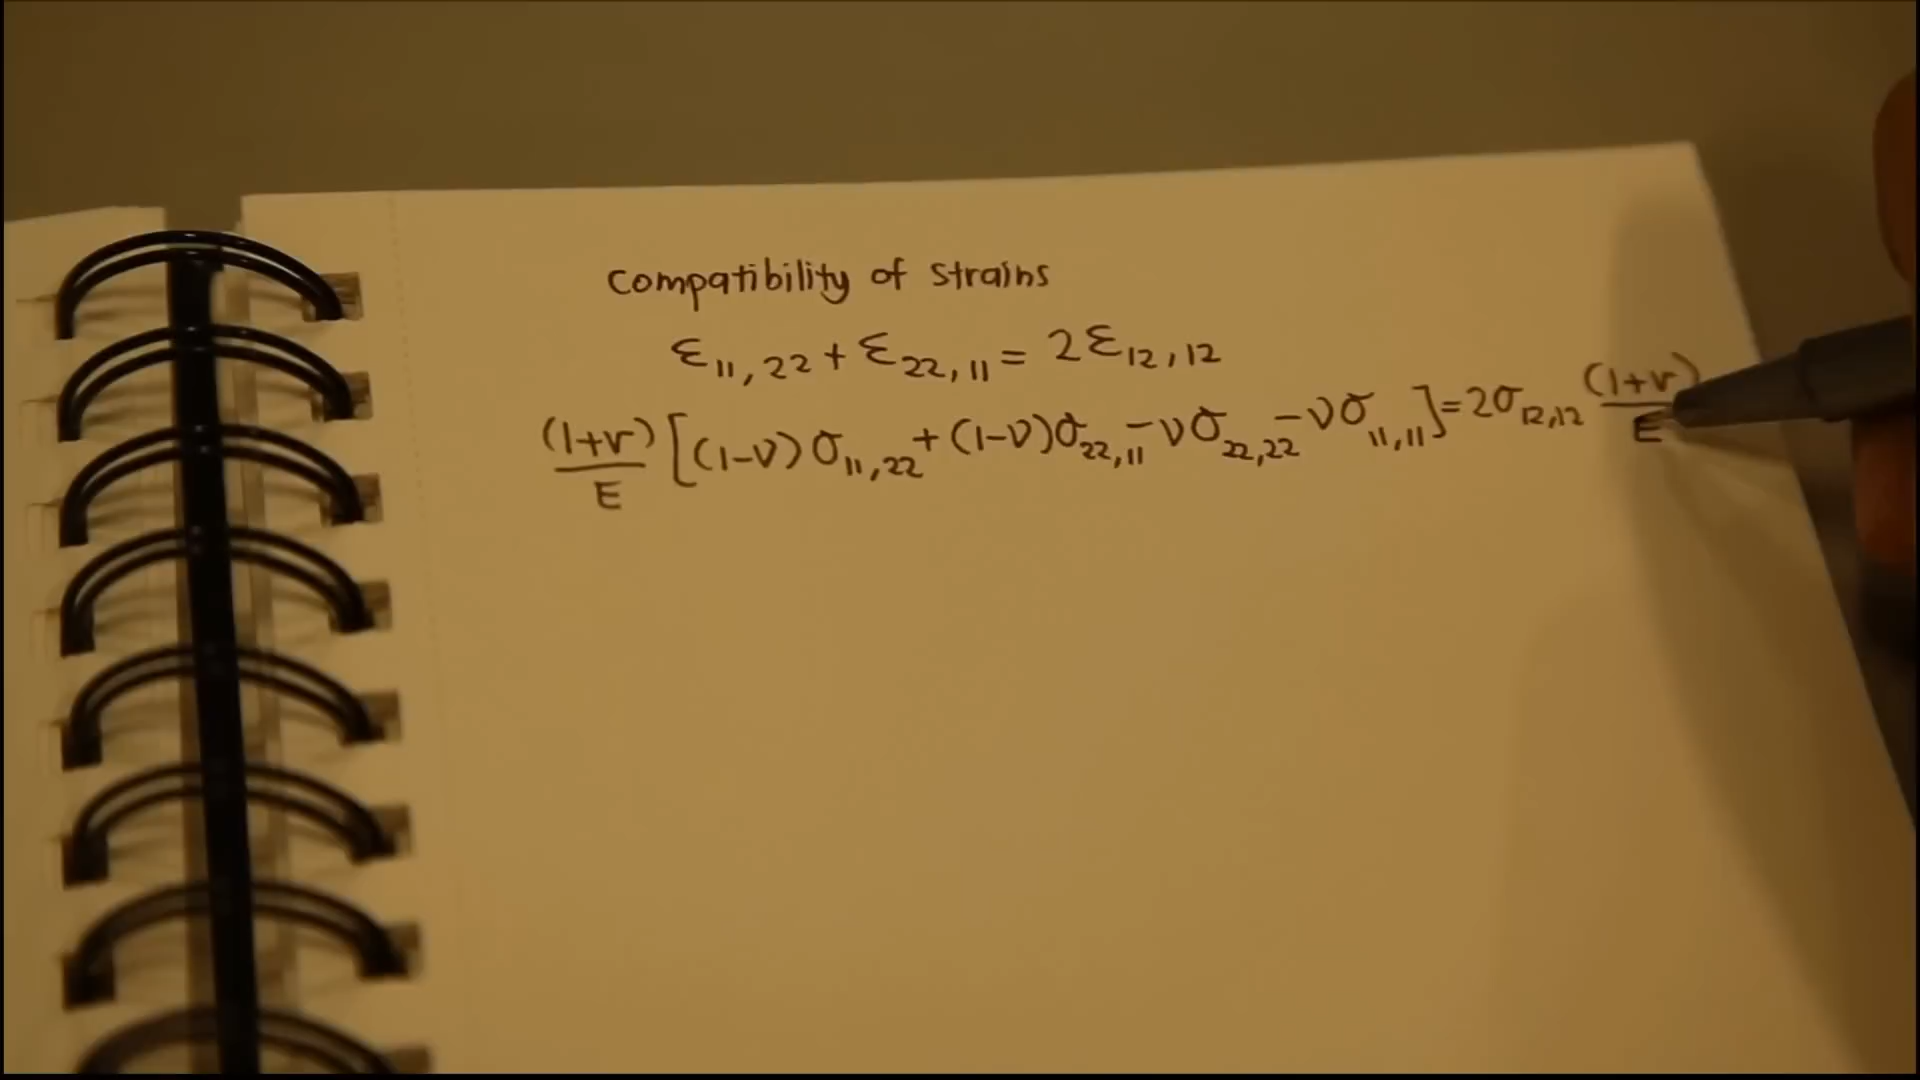 Compatibility of strains
ε₁₁,₂₂ + ε₂₂,₁₁ = 2ε₁₂,₁₂
(1+ν)/E [(1-ν)σ₁₁,₂₂ + (1-ν)σ₂₂,₁₁ - νσ₂₂,₂₂ - νσ₁₁,₁₁] = 2σ₁₂,₁₂ (1+ν)/E